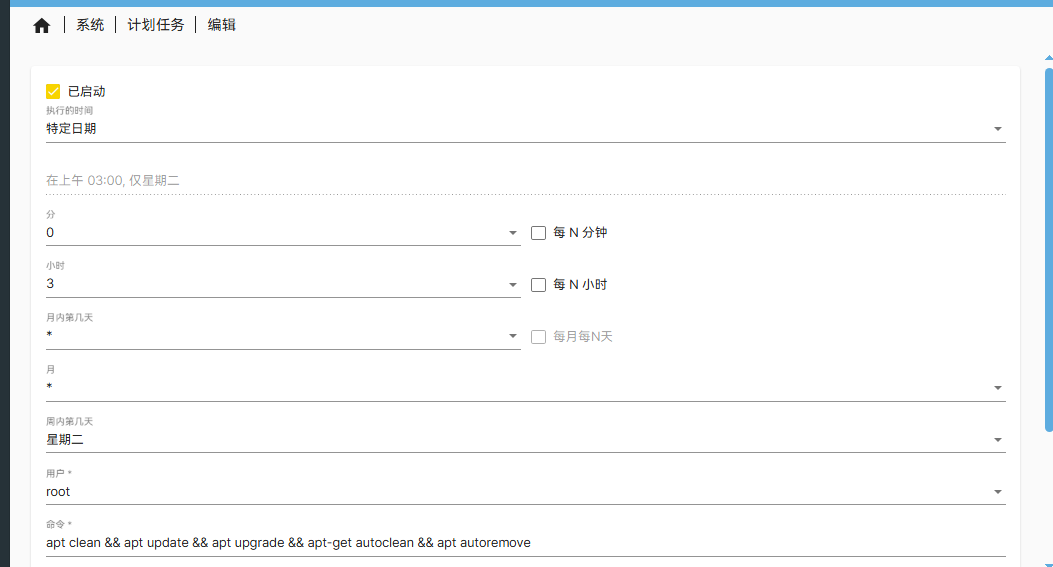 系统 计划任务 编辑
已启动
执行的时间
特定日期
在上午 03:00, 仅星期二
分
0 每 N 分钟
小时
3 每 N 小时
月内第几天
* 每月每N天
月
*
周内第几天
星期二
用户 *
root
命令 *
apt clean && apt update && apt upgrade && apt-get autoclean && apt autoremove